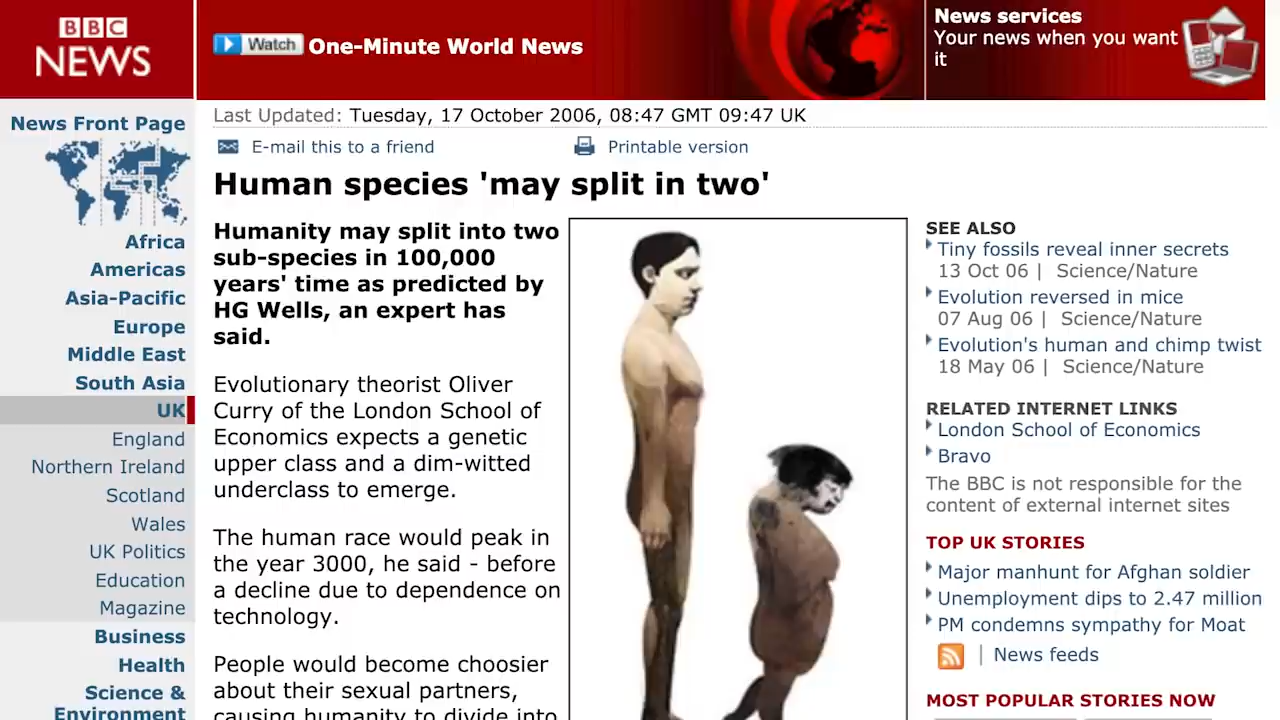 BBC
NEWS
Watch One-Minute World News
News services
Your news when you want
it
News Front Page
Africa
Americas
Asia-Pacific
Europe
Middle East
South Asia
UK
England
Northern Ireland
Scotland
Wales
UK Politics
Education
Magazine
Business
Health
Science &
Environment
Last Updated: Tuesday, 17 October 2006, 08:47 GMT 09:47 UK
E-mail this to a friend
Printable version
Human species 'may split in two'
Humanity may split into two
sub-species in 100,000
years' time as predicted by
HG Wells, an expert has
said.
Evolutionary theorist Oliver
Curry of the London School of
Economics expects a genetic
upper class and a dim-witted
underclass to emerge.
The human race would peak in
the year 3000, he said - before
a decline due to dependence on
technology.
People would become choosier
about their sexual partners,
causing humanity to divide into
SEE ALSO
Tiny fossils reveal inner secrets
13 Oct 06 | Science/Nature
Evolution reversed in mice
07 Aug 06 | Science/Nature
Evolution's human and chimp twist
18 May 06 | Science/Nature
RELATED INTERNET LINKS
London School of Economics
Bravo
The BBC is not responsible for the
content of external internet sites
TOP UK STORIES
Major manhunt for Afghan soldier
Unemployment dips to 2.47 million
PM condemns sympathy for Moat
| News feeds
MOST POPULAR STORIES NOW